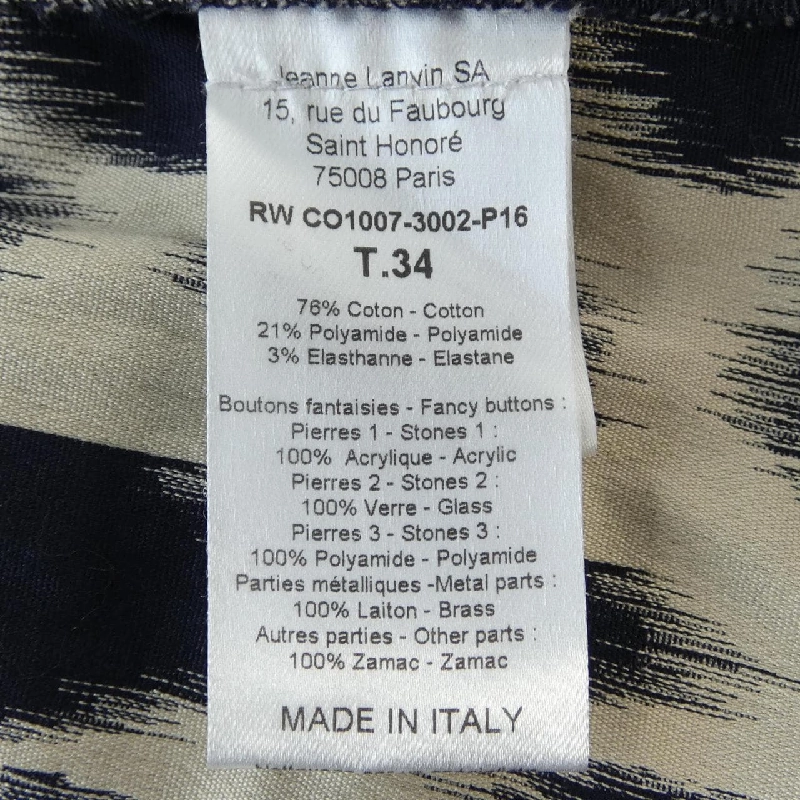 Jeanne Lanvin SA
15, rue du Faubourg
Saint Honoré
75008 Paris
RW CO1007-3002-P16
T.34
76% Coton - Cotton
21% Polyamide - Polyamide
3% Elasthanne - Elastane
Boutons fantaisies - Fancy buttons :
Pierres 1 - Stones 1 :
100% Acrylique - Acrylic
Pierres 2 - Stones 2 :
100% Verre - Glass
Pierres 3 - Stones 3 :
100% Polyamide - Polyamide
Parties métalliques -Metal parts :
100% Laiton - Brass
Autres parties - Other parts :
100% Zamac - Zamac
MADE IN ITALY